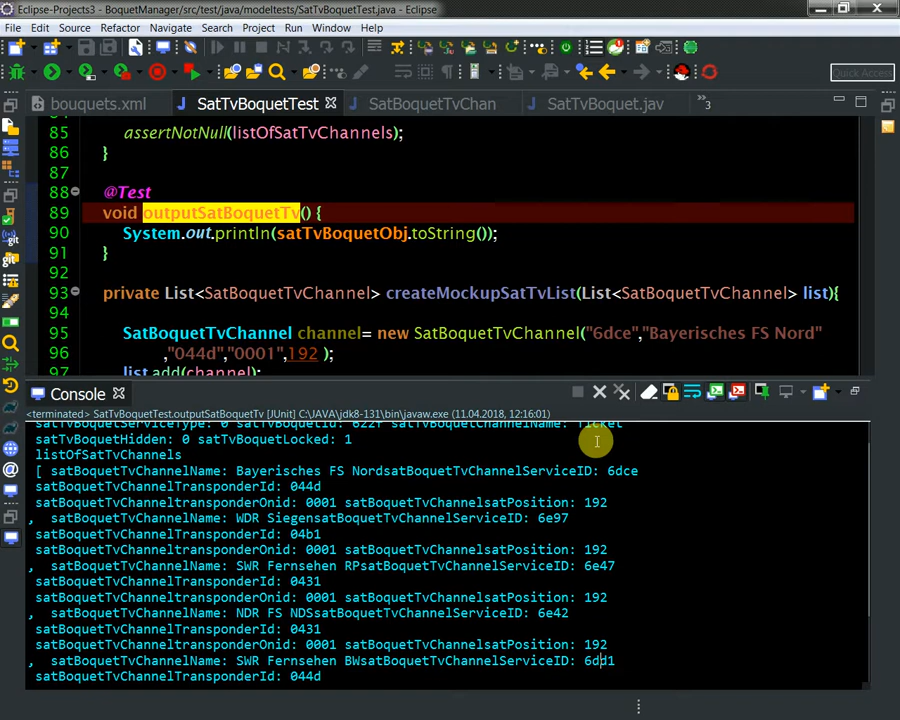 Eclipse-Projects3 - BoquetManager/src/test/java/modeltests/SatTvBoquetTest.java - Eclipse
File Edit Source Refactor Navigate Search Project Run Window Help
Quick Access
bouquets.xml SatTvBoquetTest SatBoquetTvChan SatTvBoquet.jav »3
85 assertNotNull(listOfSatTvChannels);
86 }
87
88 @Test
89 void outputSatBoquetTv() {
90 System.out.println(satTvBoquetObj.toString());
91 }
92
93 private List<SatBoquetTvChannel> createMockupSatTvList(List<SatBoquetTvChannel> list){
94
95 SatBoquetTvChannel channel= new SatBoquetTvChannel("6dce","Bayerisches FS Nord"
96 ,"044d","0001",192 );
97 list.add(channel);
Console
<terminated> SatTvBoquetTest.outputSatBoquetTv [JUnit] C:\JAVA\jdk8-131\bin\javaw.exe (11.04.2018, 12:16:01)
satTvBoquetServiceType: 0 satTvBoquetId: 622f satTvBoquetChannelName: Ticket
satTvBoquetHidden: 0 satTvBoquetLocked: 1
listOfSatTvChannels
[ satBoquetTvChannelName: Bayerisches FS NordsatBoquetTvChannelServiceID: 6dce
satBoquetTvChannelTransponderId: 044d
satBoquetTvChanneltransponderOnid: 0001 satBoquetTvChannelsatPosition: 192
, satBoquetTvChannelName: WDR SiegensatBoquetTvChannelServiceID: 6e97
satBoquetTvChannelTransponderId: 04b1
satBoquetTvChanneltransponderOnid: 0001 satBoquetTvChannelsatPosition: 192
, satBoquetTvChannelName: SWR Fernsehen RPsatBoquetTvChannelServiceID: 6e47
satBoquetTvChannelTransponderId: 0431
satBoquetTvChanneltransponderOnid: 0001 satBoquetTvChannelsatPosition: 192
, satBoquetTvChannelName: NDR FS NDSsatBoquetTvChannelServiceID: 6e42
satBoquetTvChannelTransponderId: 0431
satBoquetTvChanneltransponderOnid: 0001 satBoquetTvChannelsatPosition: 192
, satBoquetTvChannelName: SWR Fernsehen BWsatBoquetTvChannelServiceID: 6dd1
satBoquetTvChannelTransponderId: 044d